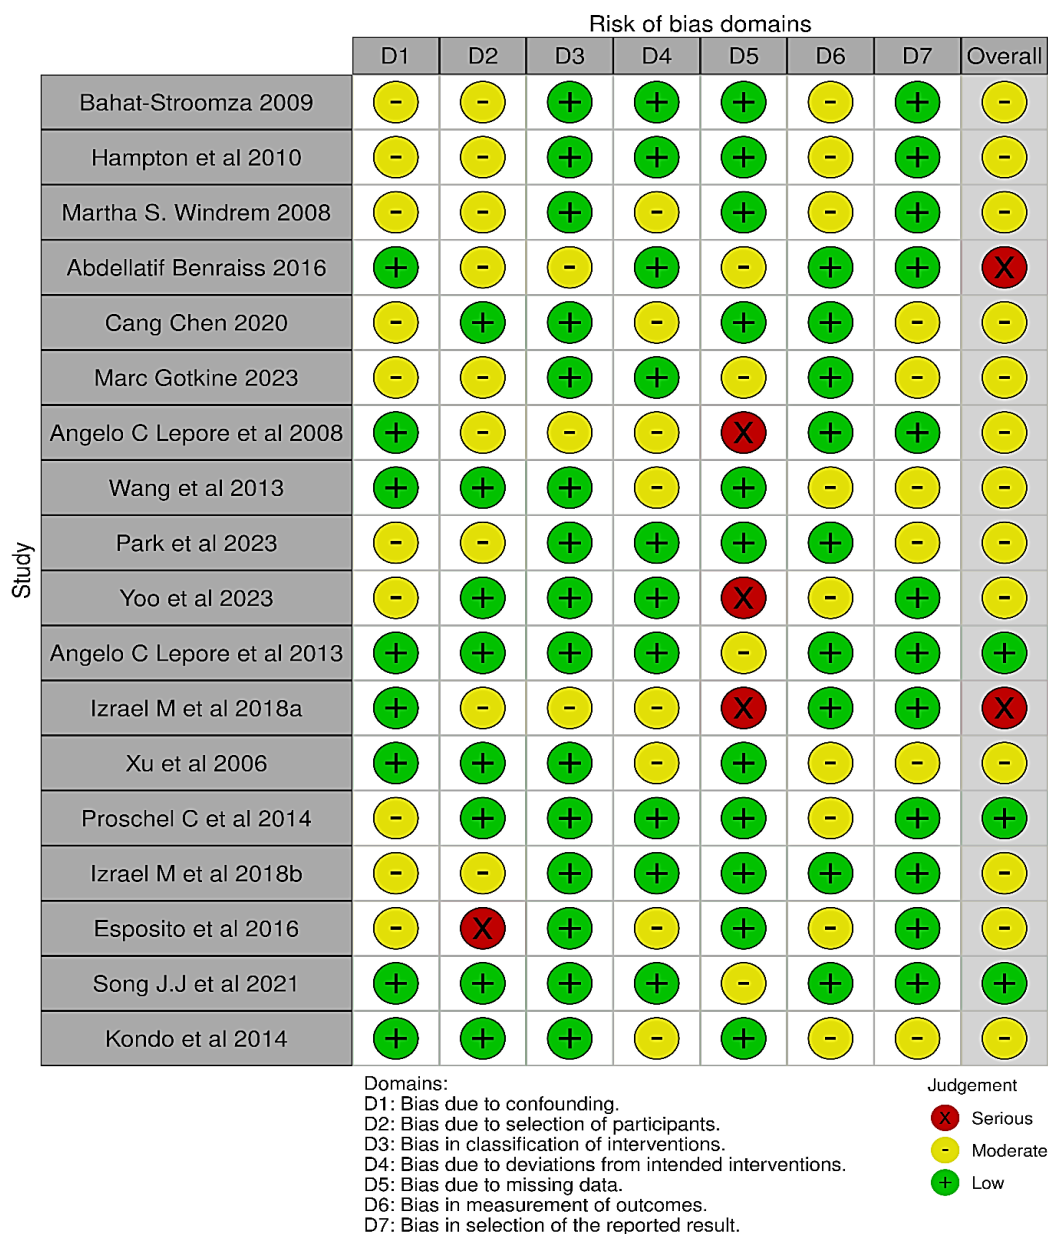 Risk of bias domains
D1 D2 D3 D4 D5 D6 D7 Overall
Study
Bahat-Stroomza 2009 - - + + + - + -
Hampton et al 2010 - - + + + - + -
Martha S. Windrem 2008 - - + - + - + -
Abdellatif Benraiss 2016 + - - + - + + X
Cang Chen 2020 - + + - + + - -
Marc Gotkine 2023 - - + + - + - -
Angelo C Lepore et al 2008 + - - - X + + -
Wang et al 2013 + + + - + - - -
Park et al 2023 - - + + + + - -
Yoo et al 2023 - + + + X - + -
Angelo C Lepore et al 2013 + + + + - + + +
Izrael M et al 2018a + - - - X + + X
Xu et al 2006 + + + - + - - -
Proschel C et al 2014 - + + + + - + +
Izrael M et al 2018b - - + + + + + -
Esposito et al 2016 - X + - + - + -
Song J.J et al 2021 + + + + - + + +
Kondo et al 2014 + + + - + - - -
Domains:
D1: Bias due to confounding.
D2: Bias due to selection of participants.
D3: Bias in classification of interventions.
D4: Bias due to deviations from intended interventions.
D5: Bias due to missing data.
D6: Bias in measurement of outcomes.
D7: Bias in selection of the reported result.
Judgement
X Serious
- Moderate
+ Low